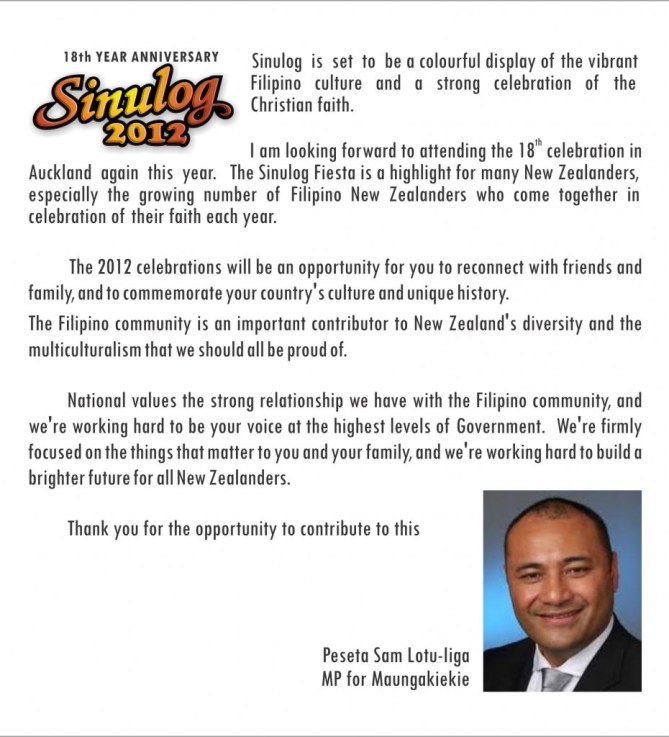 18th YEAR ANNIVERSARY
Sinulog
2012
Sinulog is set to be a colourful display of the vibrant
Filipino culture and a strong celebration of the
Christian faith.
I am looking forward to attending the 18th celebration in
Auckland again this year. The Sinulog Fiesta is a highlight for many New Zealanders,
especially the growing number of Filipino New Zealanders who come together in
celebration of their faith each year.
The 2012 celebrations will be an opportunity for you to reconnect with friends and
family, and to commemorate your country's culture and unique history.
The Filipino community is an important contributor to New Zealand's diversity and the
multiculturalism that we should all be proud of.
National values the strong relationship we have with the Filipino community, and
we're working hard to be your voice at the highest levels of Government. We're firmly
focused on the things that matter to you and your family, and we're working hard to build a
brighter future for all New Zealanders.
Thank you for the opportunity to contribute to this
Peseta Sam Lotu-Iiga
MP for Maungakiekie